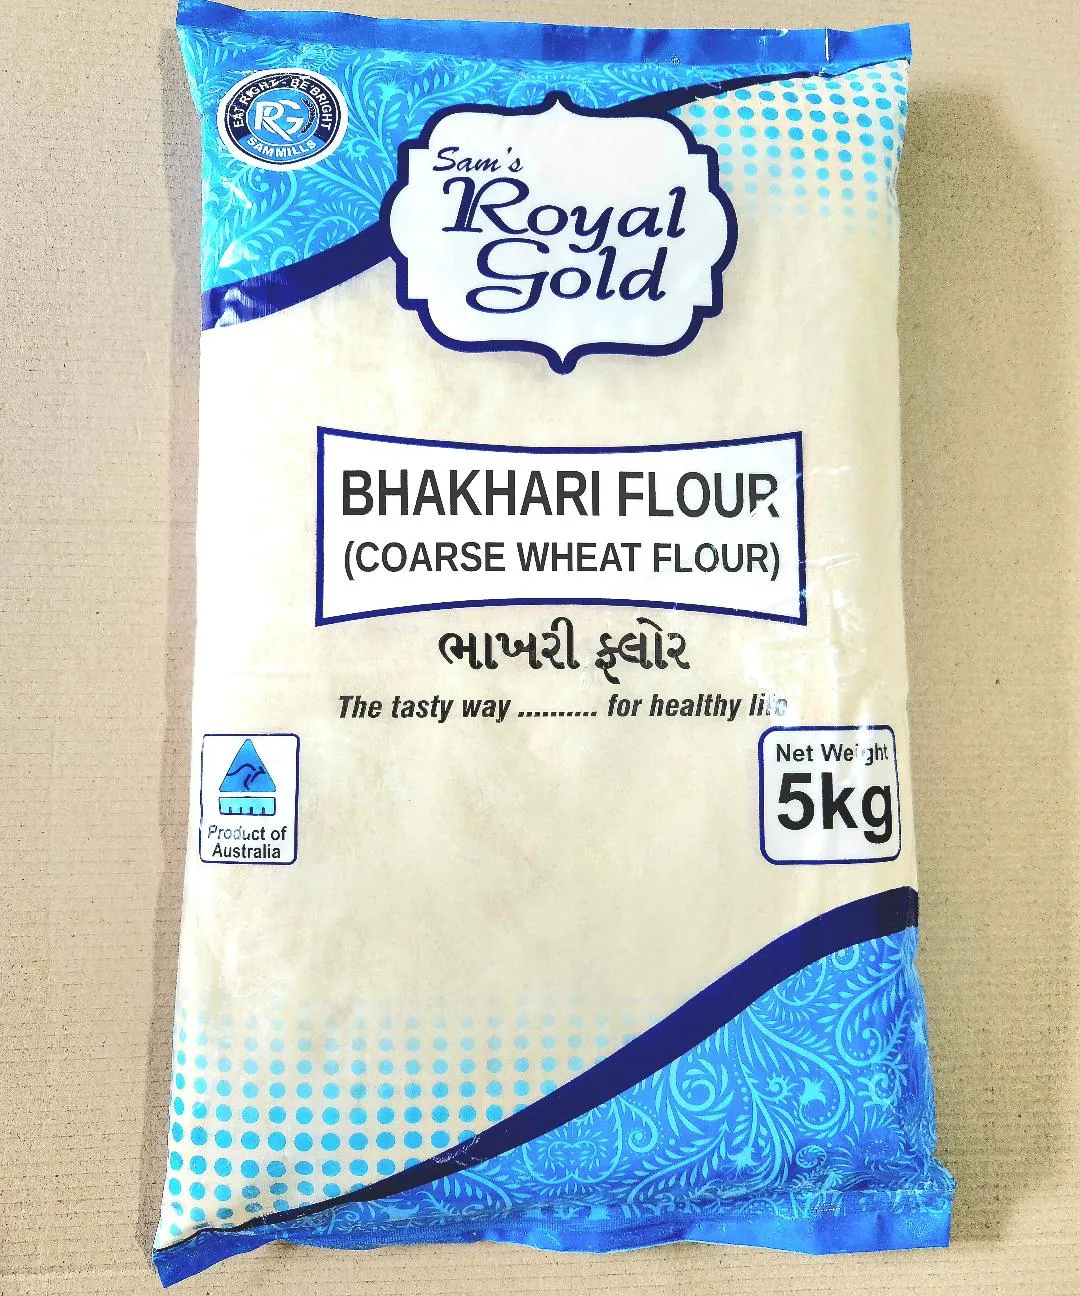 EAT RIGHT - BE BRIGHT
RG
SAMMILLS
Sam's
Royal
Gold
BHAKHARI FLOUR
(COARSE WHEAT FLOUR)
ભાખરી ફ્લોર
The tasty way .......... for healthy life
Product of
Australia
Net Weight
5kg